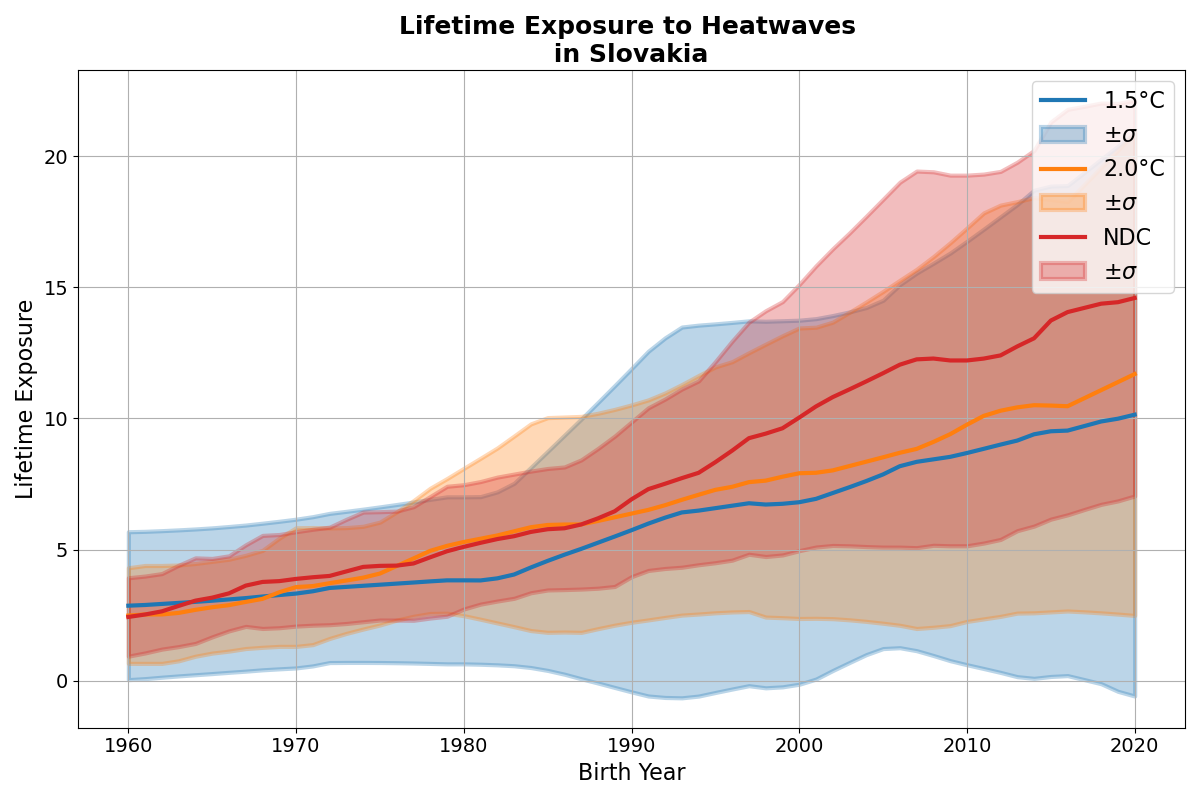 Lifetime Exposure to Heatwaves
in Slovakia
1.5°C
±σ
2.0°C
±σ
NDC
±σ
Lifetime Exposure
20
15
10
5
0
1960 1970 1980 1990 2000 2010 2020
Birth Year